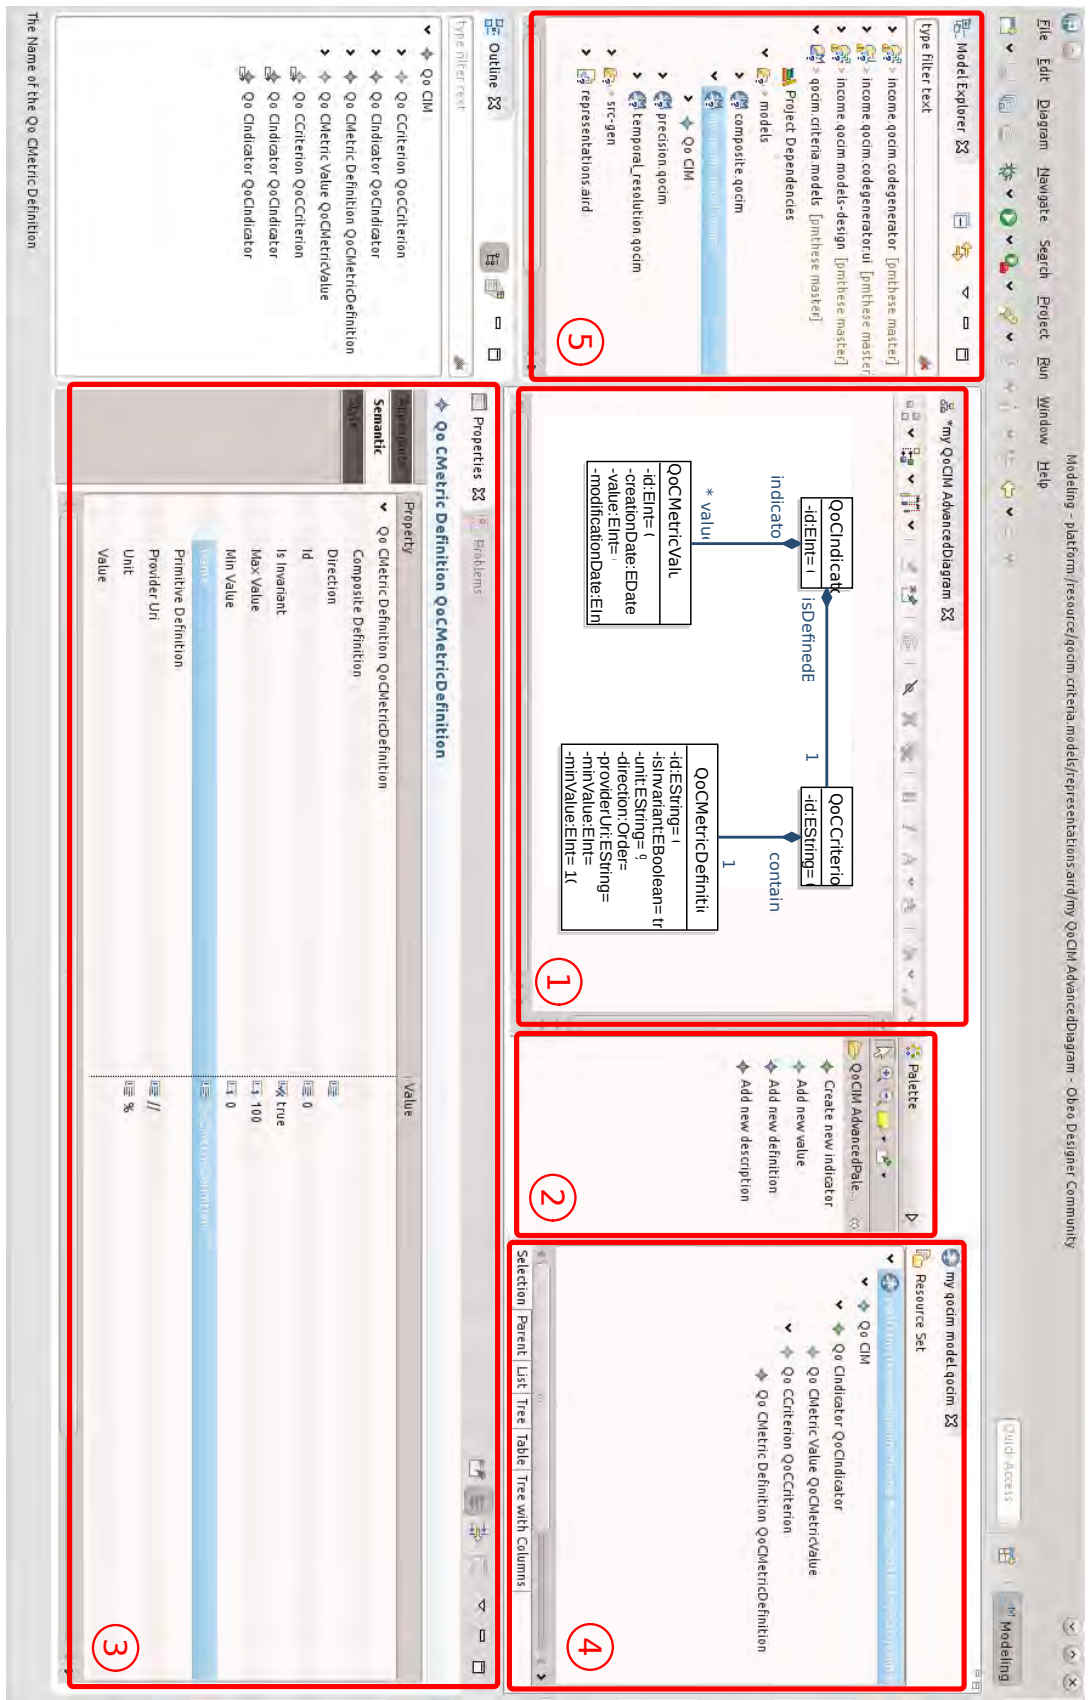 Modeling - platform:/resource/qocim.criteria.models/representations.aird/my QoCIM AdvancedDiagram - Obeo Designer Community
File Edit Diagram Navigate Search Project Run Window Help
Quick Access
Modeling
Model Explorer
type filter text
> income.qocim.codegenerator [pmthese master]
> income.qocim.codegenerator.ui [pmthese master
> income.qocim.models-design [pmthese master]
> qocim.criteria.models [pmthese master]
Project Dependencies
> models
composite.qocim
Qo CIM
precision.qocim
temporal_resolution.qocim
> src-gen
representations.aird
5
*my QoCIM AdvancedDiagram
QoCIndicat
-id:EInt=
isDefinedB
1
QoCCriterio
-id:EString=
indicato
* valu
contain
1
QoCMetricValu
-id:EInt=
-creationDate:EDate
-value:EInt=
-modificationDate:EIn
QoCMetricDefiniti
-id:EString=
-isInvariant:EBoolean= tr
-unit:EString=
-direction:Order=
-providerUri:EString=
-minValue:EInt=
-minValue:EInt= 1(
1
Palette
QoCIM AdvancedPale...
Create new indicator
Add new value
Add new definition
Add new description
2
my qocim model.qocim
Resource Set
Qo CIM
Qo CIndicator QoCIndicator
Qo CMetric Value QoCMetricValue
Qo CCriterion QoCCriterion
Qo CMetric Definition QoCMetricDefinition
Selection Parent List Tree Table Tree with Columns
4
Outline
type filter text
Qo CIM
Qo CCriterion QoCCriterion
Qo CIndicator QoCIndicator
Qo CMetric Definition QoCMetricDefinition
Qo CMetric Value QoCMetricValue
Qo CCriterion QoCCriterion
Qo CIndicator QoCIndicator
Qo CIndicator QoCIndicator
Properties Problems
Qo CMetric Definition QoCMetricDefinition
Appearance
Semantic
Style
Property Value
Qo CMetric Definition QoCMetricDefinition
Composite Definition
Direction
Id 0
Is Invariant true
Max Value 100
Min Value 0
Name
Primitive Definition
Provider Uri //
Unit %
Value
3
The Name of the Qo CMetric Definition